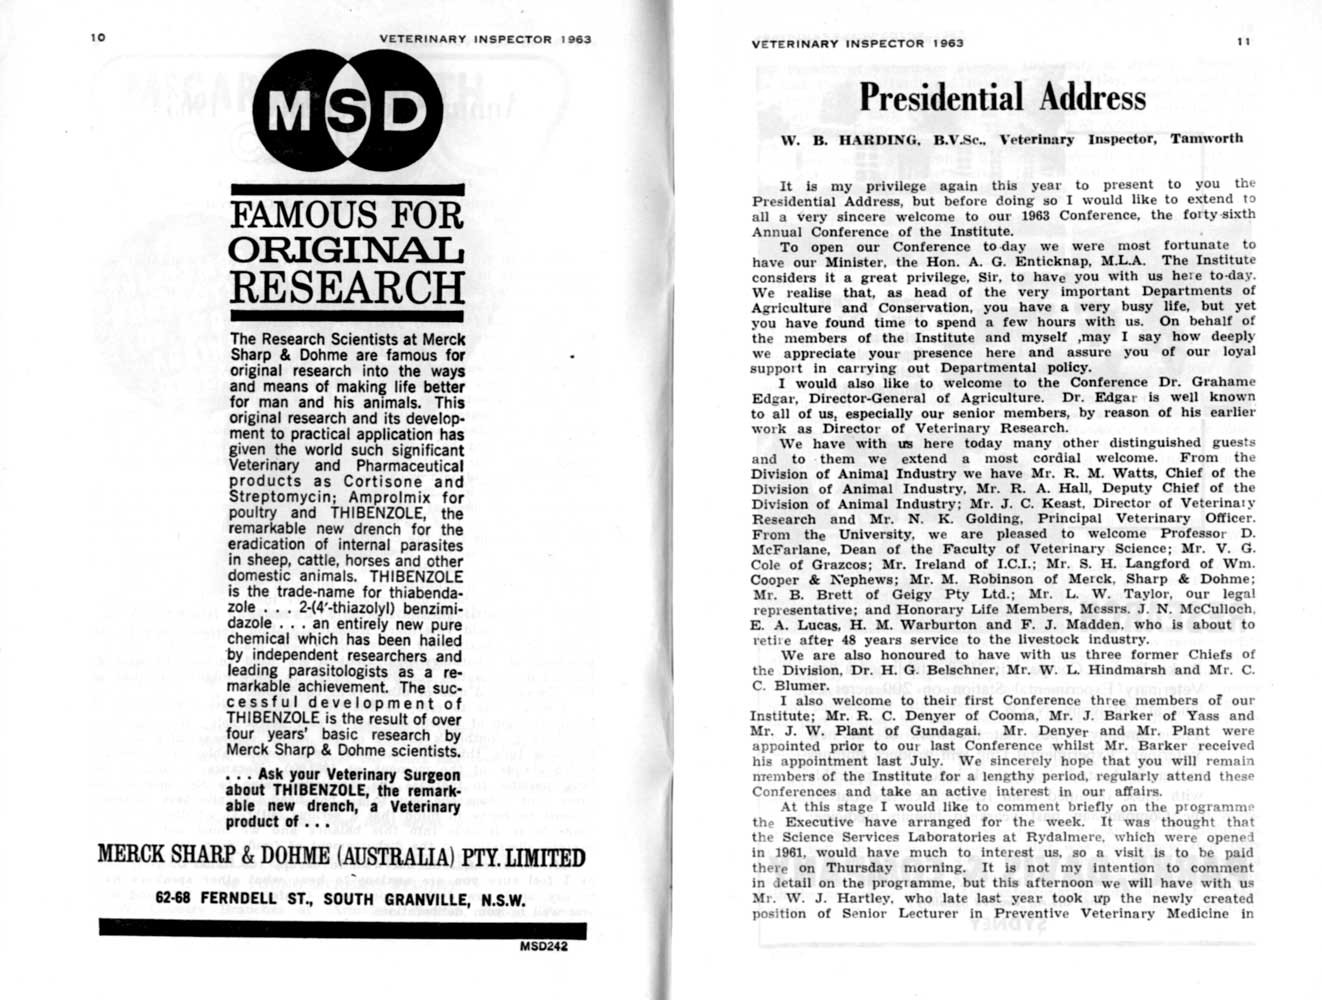 10
VETERINARY INSPECTOR 1963
MSD
FAMOUS FOR
ORIGINAL
RESEARCH
The Research Scientists at Merck
Sharp & Dohme are famous for
original research into the ways
and means of making life better
for man and his animals. This
original research and its develop-
ment to practical application has
given the world such significant
Veterinary and Pharmaceutical
products as Cortisone and
Streptomycin; Amprolmix for
poultry and THIBENZOLE, the
remarkable new drench for the
eradication of internal parasites
in sheep, cattle, horses and other
domestic animals. THIBENZOLE
is the trade-name for thiabenda-
zole . . . 2-(4′-thiazolyl) benzimi-
dazole . . . an entirely new pure
chemical which has been hailed
by independent researchers and
leading parasitologists as a re-
markable achievement. The suc-
cessful development of
THIBENZOLE is the result of over
four years' basic research by
Merck Sharp & Dohme scientists.
. . . Ask your Veterinary Surgeon
about THIBENZOLE, the remark-
able new drench, a Veterinary
product of . . .
MERCK SHARP & DOHME (AUSTRALIA) PTY. LIMITED
62-68 FERNDELL ST., SOUTH GRANVILLE, N.S.W.
MSD242
VETERINARY INSPECTOR 1963
11
Presidential Address
W. B. HARDING, B.V.Sc., Veterinary Inspector, Tamworth
It is my privilege again this year to present to you the
Presidential Address, but before doing so I would like to extend to
all a very sincere welcome to our 1963 Conference, the forty-sixth
Annual Conference of the Institute.
To open our Conference to-day we were most fortunate to
have our Minister, the Hon. A. G. Enticknap, M.L.A. The Institute
considers it a great privilege, Sir, to have you with us here to-day.
We realise that, as head of the very important Departments of
Agriculture and Conservation, you have a very busy life, but yet
you have found time to spend a few hours with us. On behalf of
the members of the Institute and myself ,may I say how deeply
we appreciate your presence here and assure you of our loyal
support in carrying out Departmental policy.
I would also like to welcome to the Conference Dr. Grahame
Edgar, Director-General of Agriculture. Dr. Edgar is well known
to all of us, especially our senior members, by reason of his earlier
work as Director of Veterinary Research.
We have with us here today many other distinguished guests
and to them we extend a most cordial welcome. From the
Division of Animal Industry we have Mr. R. M. Watts, Chief of the
Division of Animal Industry, Mr. R. A. Hall, Deputy Chief of the
Division of Animal Industry; Mr. J. C. Keast, Director of Veterinary
Research and Mr. N. K. Golding, Principal Veterinary Officer.
From the University, we are pleased to welcome Professor D.
McFarlane, Dean of the Faculty of Veterinary Science; Mr. V. G.
Cole of Grazcos; Mr. Ireland of I.C.I.; Mr. S. H. Langford of Wm.
Cooper & Nephews; Mr. M. Robinson of Merck, Sharp & Dohme;
Mr. B. Brett of Geigy Pty Ltd.; Mr. L. W. Taylor, our legal
representative; and Honorary Life Members, Messrs. J. N. McCulloch,
E. A. Lucas, H. M. Warburton and F. J. Madden, who is about to
retire after 48 years service to the livestock industry.
We are also honoured to have with us three former Chiefs of
the Division, Dr. H. G. Belschner, Mr. W. L. Hindmarsh and Mr. C.
C. Blumer.
I also welcome to their first Conference three members of our
Institute; Mr. R. C. Denyer of Cooma, Mr. J. Barker of Yass and
Mr. J. W. Plant of Gundagai. Mr. Denyer and Mr. Plant were
appointed prior to our last Conference whilst Mr. Barker received
his appointment last July. We sincerely hope that you will remain
members of the Institute for a lengthy period, regularly attend these
Conferences and take an active interest in our affairs.
At this stage I would like to comment briefly on the programme
the Executive have arranged for the week. It was thought that
the Science Services Laboratories at Rydalmere, which were opened
in 1961, would have much to interest us, so a visit is to be paid
there on Thursday morning. It is not my intention to comment
in detail on the programme, but this afternoon we will have with us
Mr. W. J. Hartley, who late last year took up the newly created
position of Senior Lecturer in Preventive Veterinary Medicine in